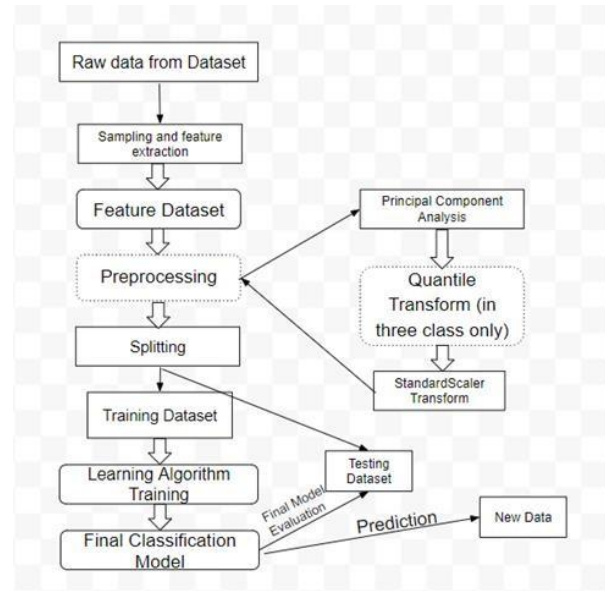 Raw data from Dataset
Sampling and feature
extraction
Feature Dataset
Preprocessing
Splitting
Training Dataset
Learning Algorithm
Training
Final Classification
Model
Principal Component
Analysis
Quantile
Transform (in
three class only)
StandardScaler
Transform
Testing
Dataset
Final Model
Evaluation
Prediction
New Data